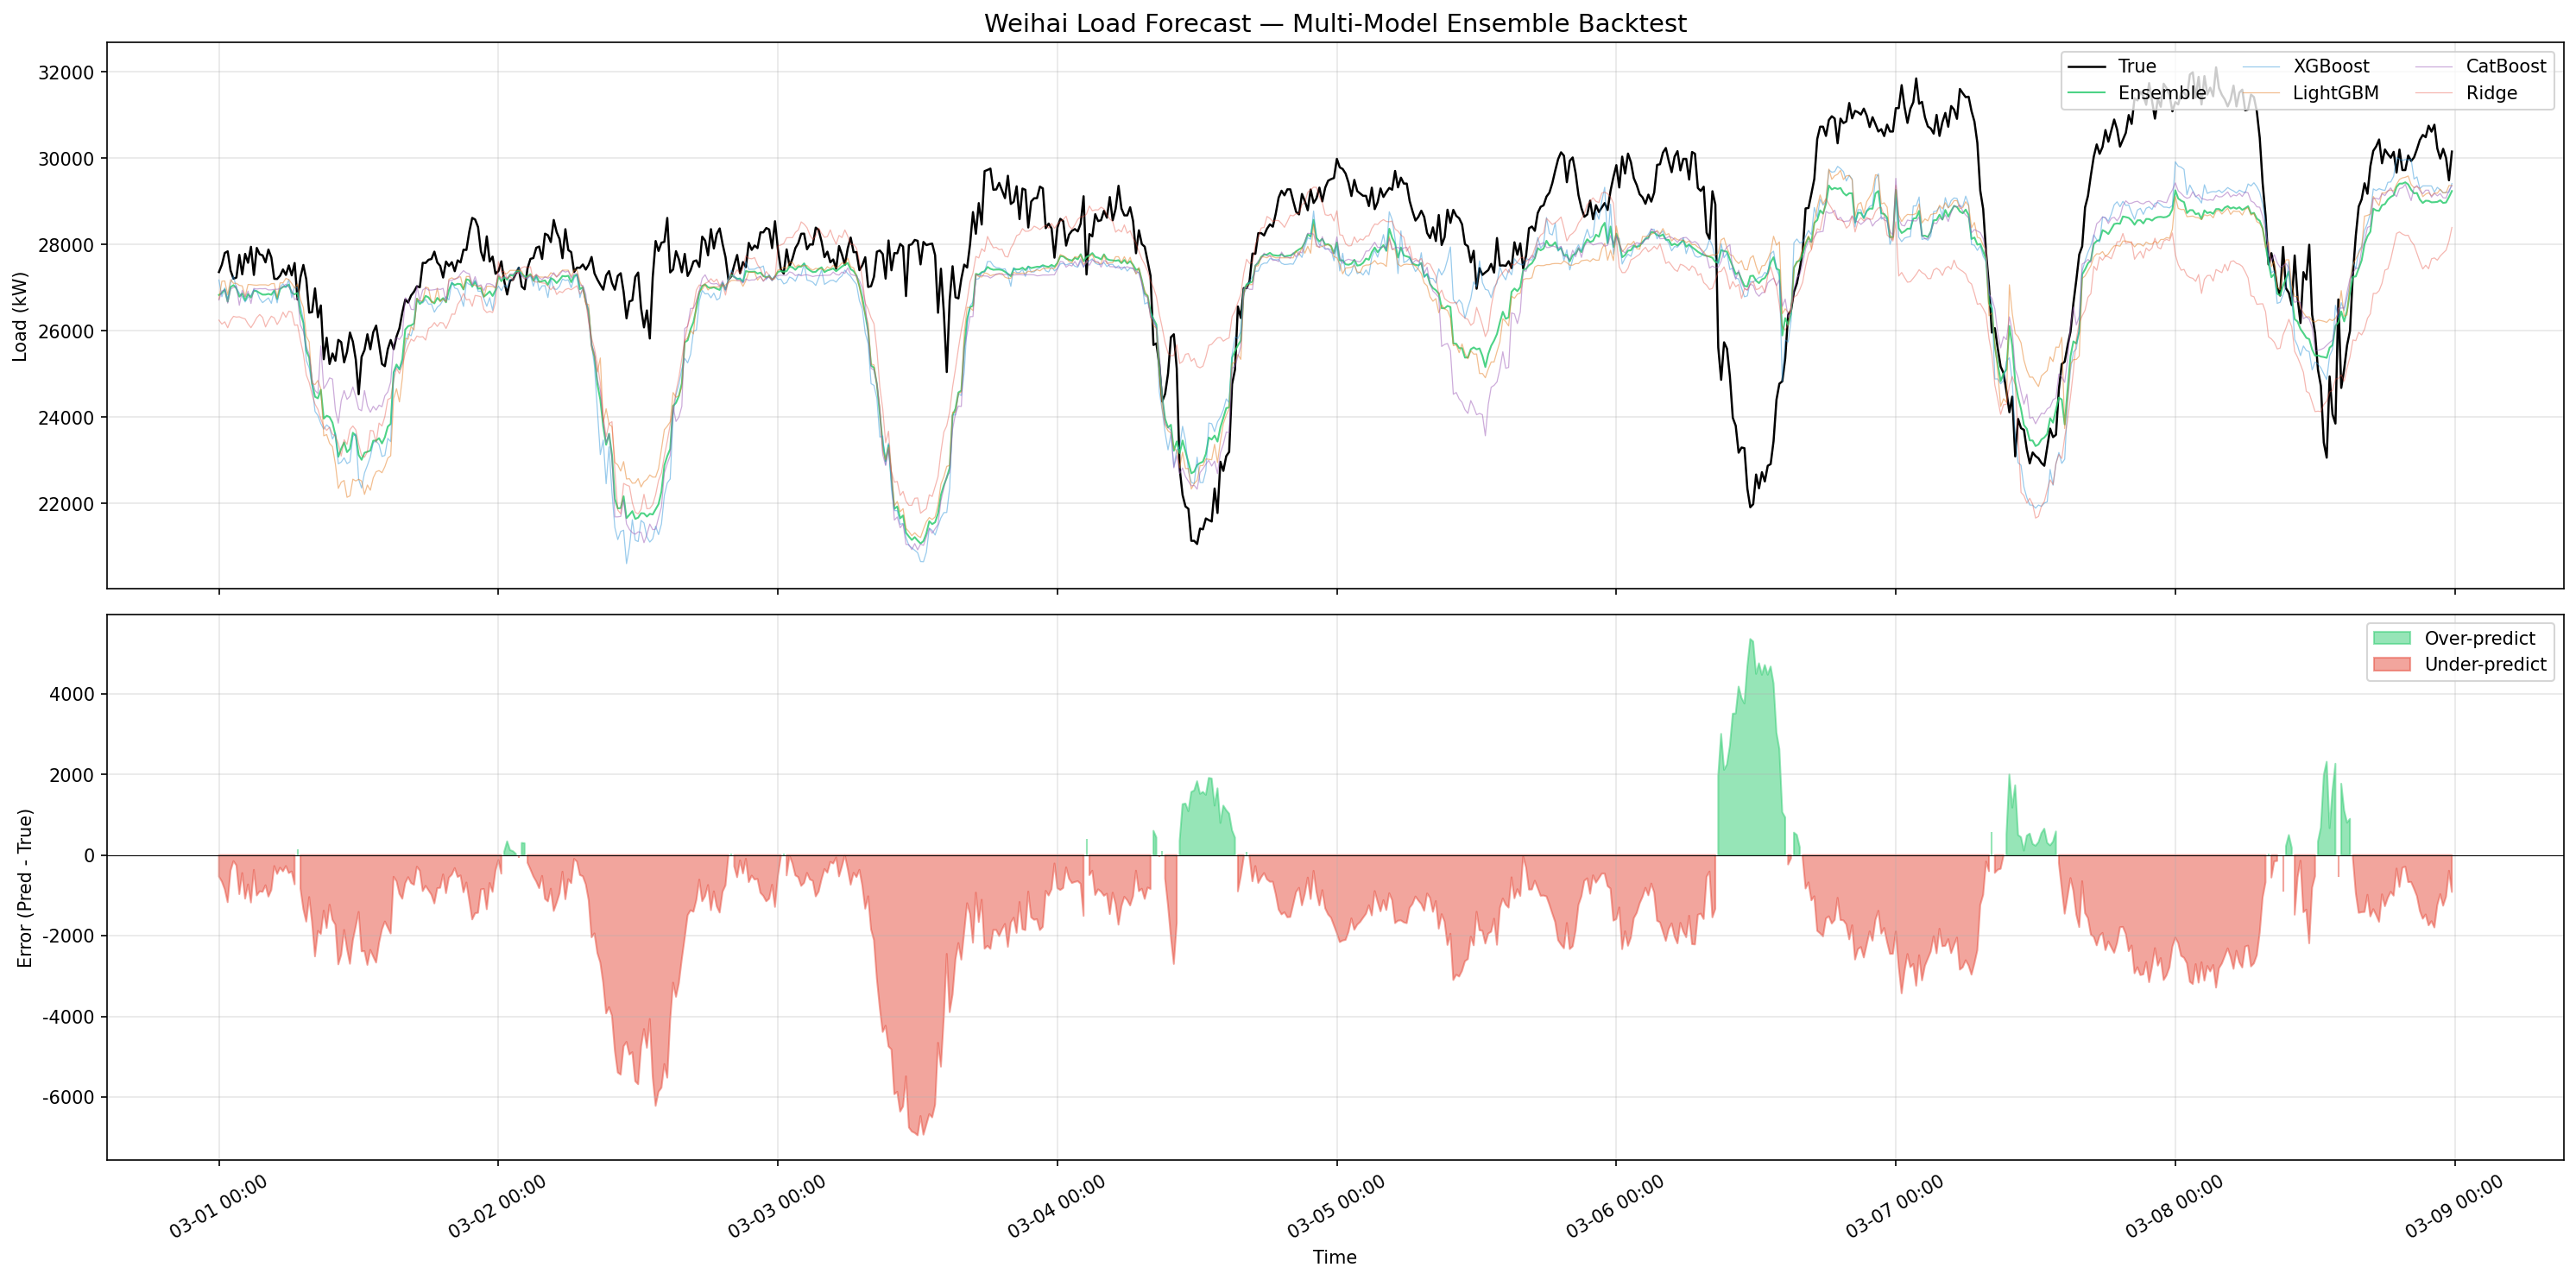 Weihai Load Forecast — Multi-Model Ensemble Backtest
32000
30000
28000
26000
24000
22000
Load (kW)
True
Ensemble
XGBoost
LightGBM
CatBoost
Ridge
4000
2000
0
-2000
-4000
-6000
Error (Pred - True)
Over-predict
Under-predict
03-01 00:00
03-02 00:00
03-03 00:00
03-04 00:00
03-05 00:00
03-06 00:00
03-07 00:00
03-08 00:00
03-09 00:00
Time